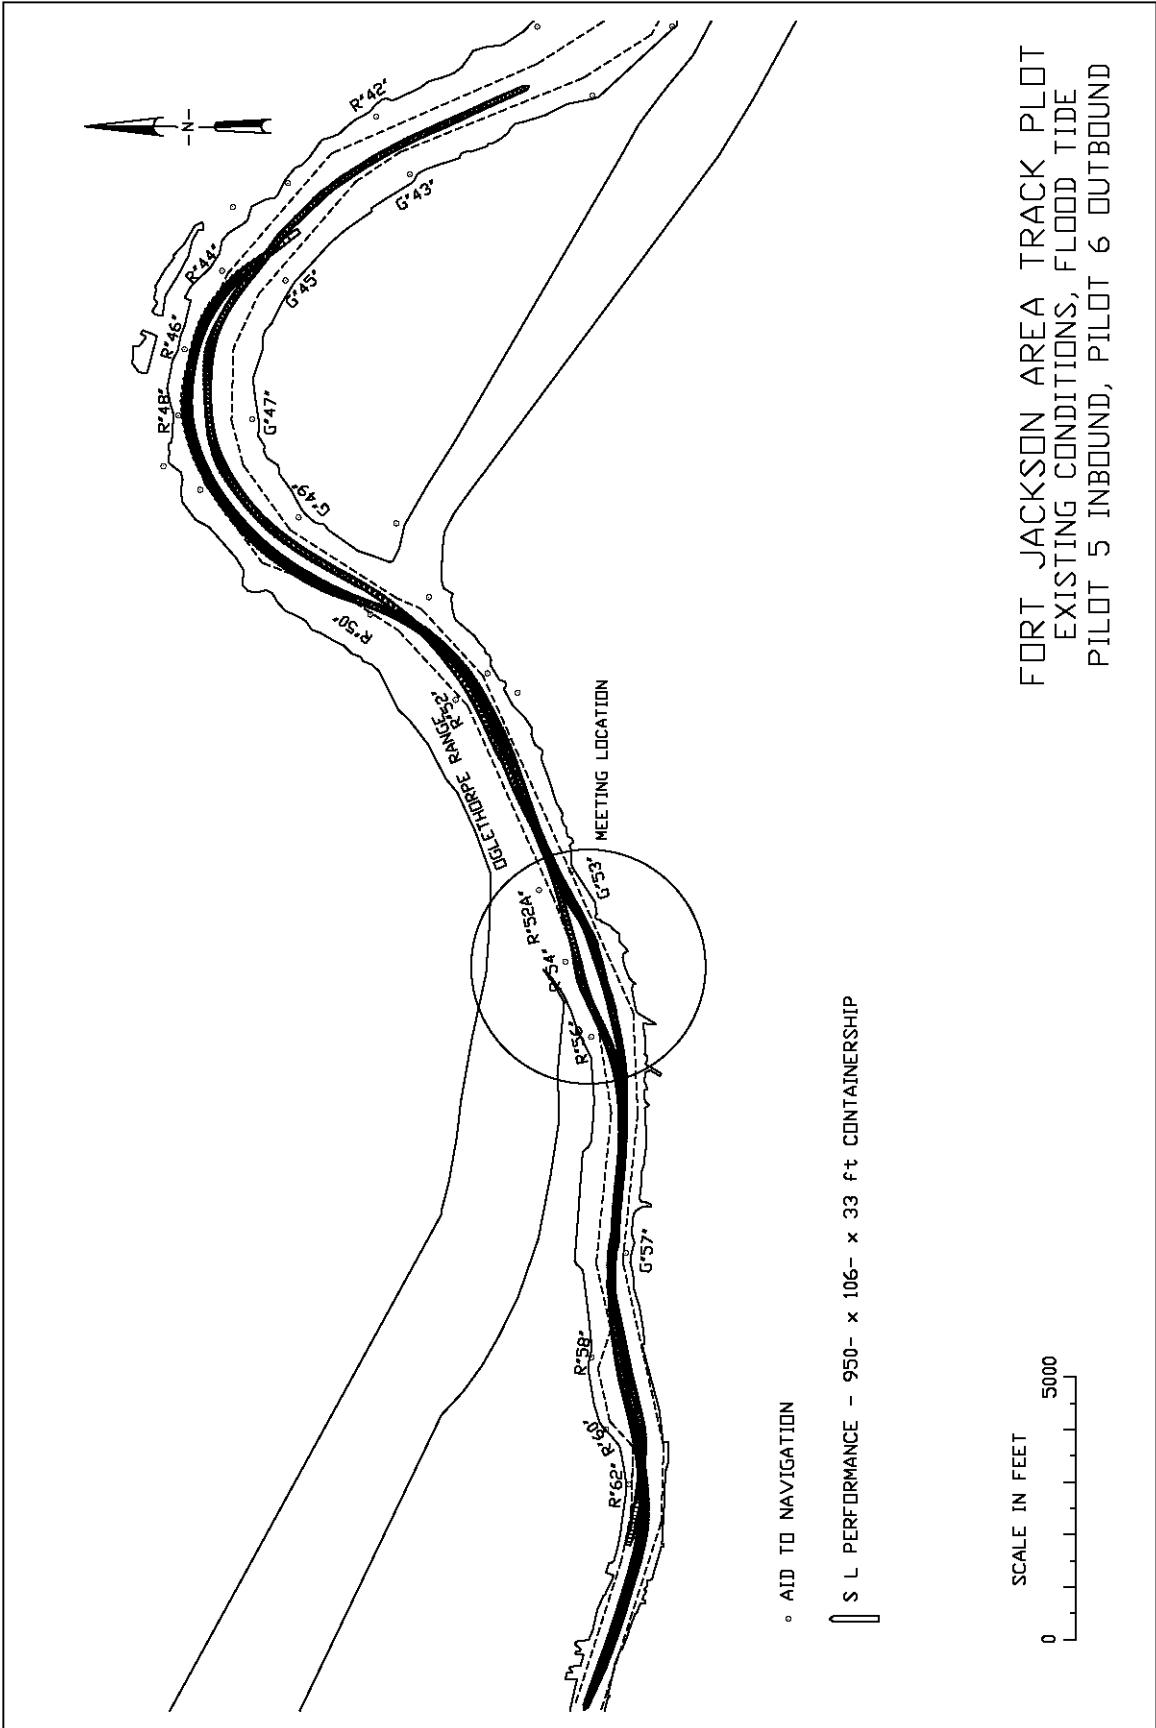 N
R"42"
G"43"
R"44"
G"45"
R"46"
R"48"
G"47"
G"49"
R"50"
R"52"
OGLETHORPE RANGE
MEETING LOCATION
G"53"
R"52A"
R"54"
R"56"
G"57"
R"58"
R"60"
R"62"
AID TO NAVIGATION
S L PERFORMANCE - 950- x 106- x 33 ft CONTAINERSHIP
SCALE IN FEET
0 5000
FORT JACKSON AREA TRACK PLOT
EXISTING CONDITIONS, FLOOD TIDE
PILOT 5 INBOUND, PILOT 6 OUTBOUND